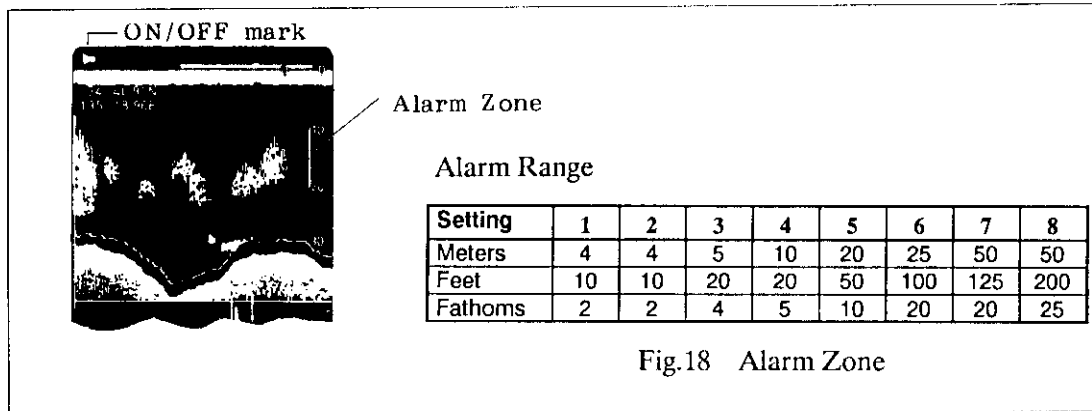 ON/OFF mark
Alarm Zone
Alarm Range
Setting 1 2 3 4 5 6 7 8
Meters 4 4 5 10 20 25 50 50
Feet 10 10 20 20 50 100 125 200
Fathoms 2 2 4 5 10 20 20 25
Fig.18 Alarm Zone